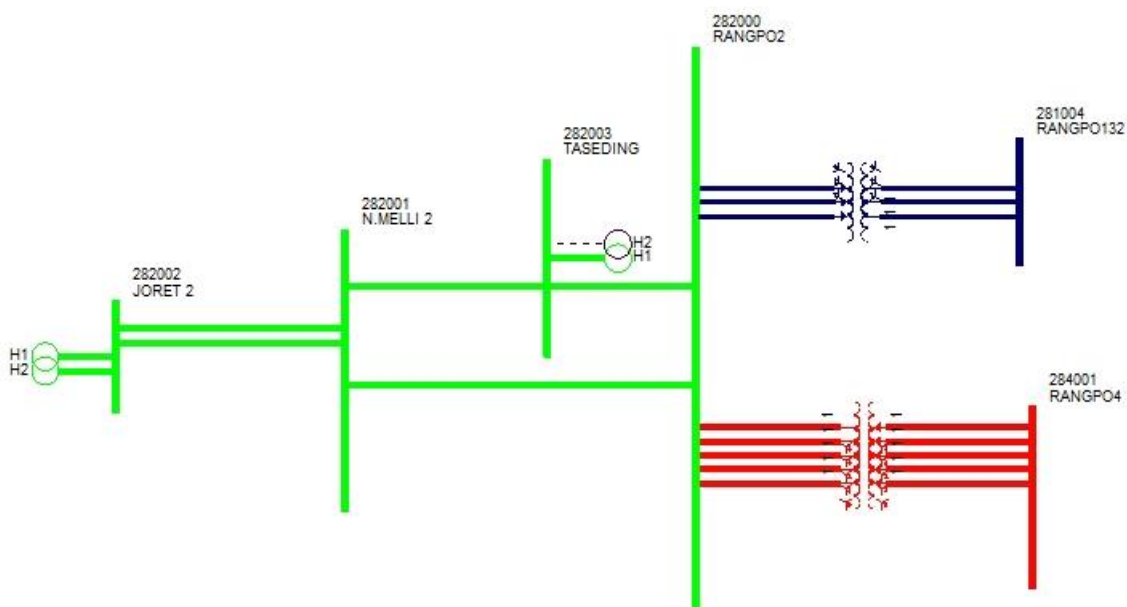 282000
RANGPO2
281004
RANGPO132
282003
TASEDING
282001
N.MELLI 2
H2
H1
282002
JORET 2
H1
H2
284001
RANGPO4